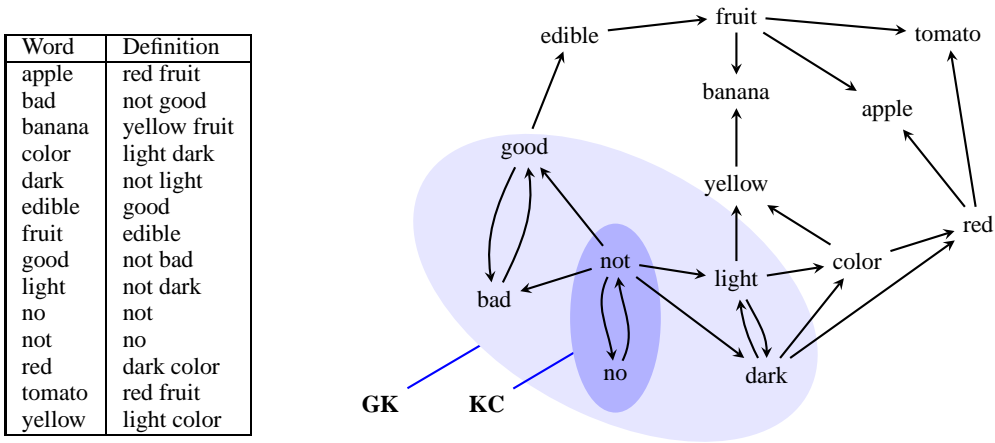 Word Definition
apple red fruit
bad not good
banana yellow fruit
color light dark
dark not light
edible good
fruit edible
good not bad
light not dark
no not
not no
red dark color
tomato red fruit
yellow light color
fruit
edible
tomato
banana
apple
good
yellow
red
not
color
light
bad
no
dark
GK
KC